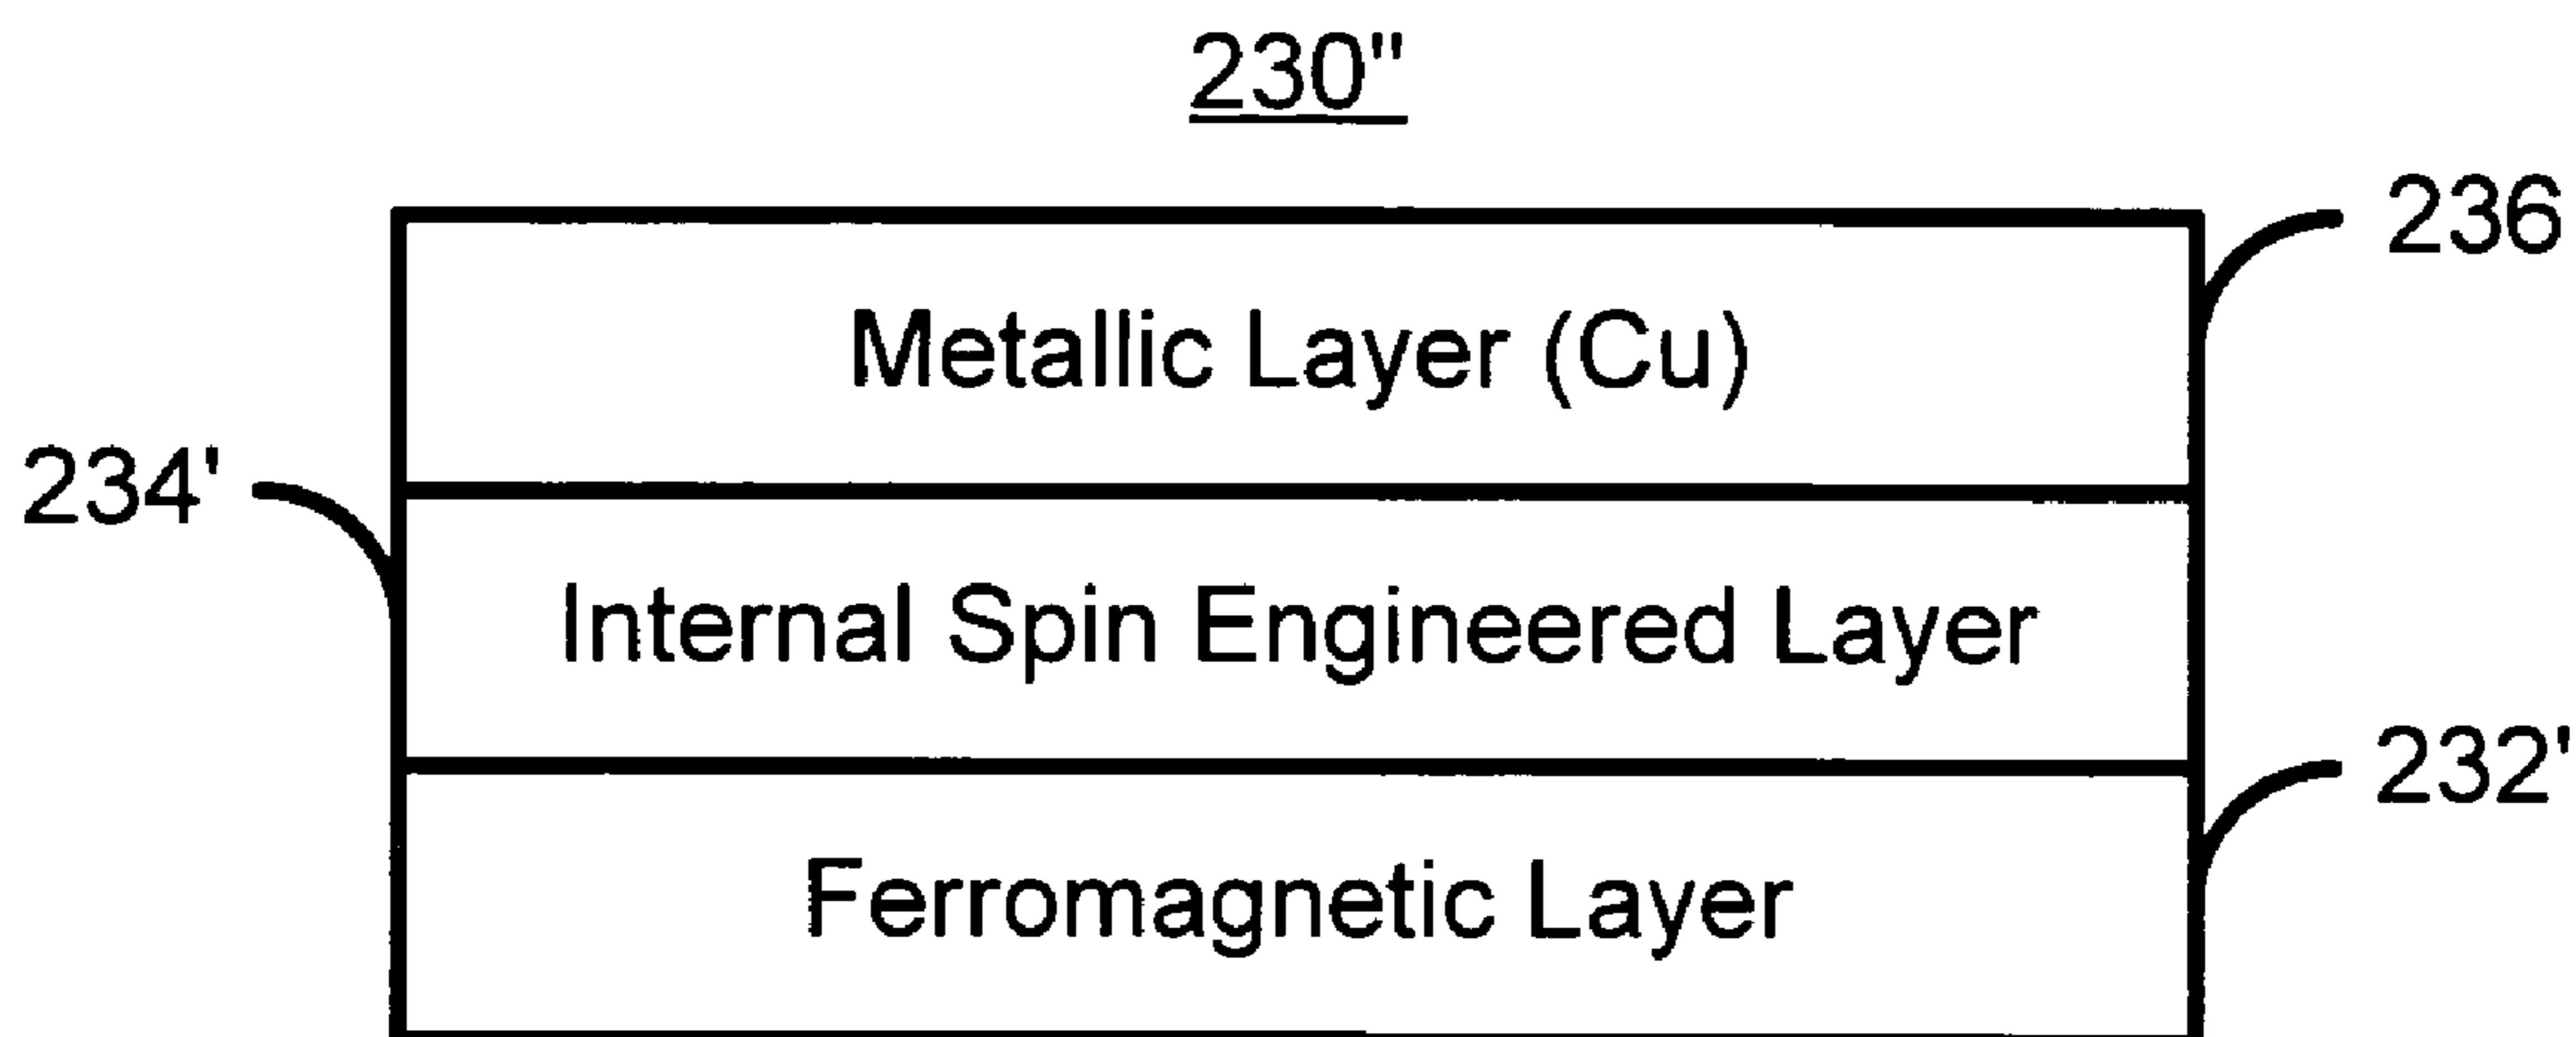 230"
236
Metallic Layer (Cu)
234'
Internal Spin Engineered Layer
232'
Ferromagnetic Layer